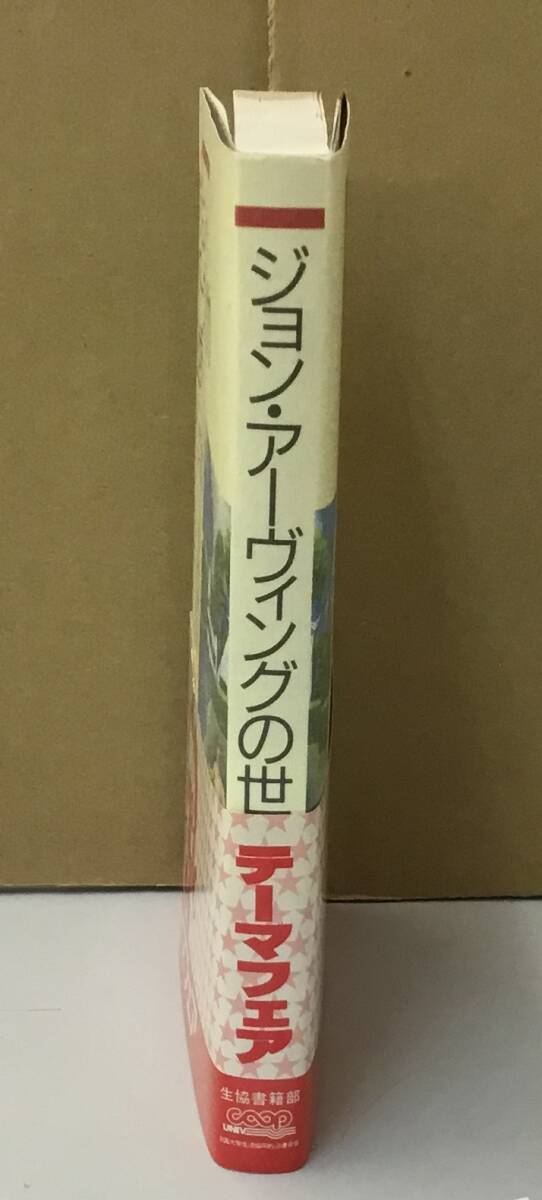 ジョン・アーヴィングの世
テーマフェア
生協書籍部
coop
UNIV